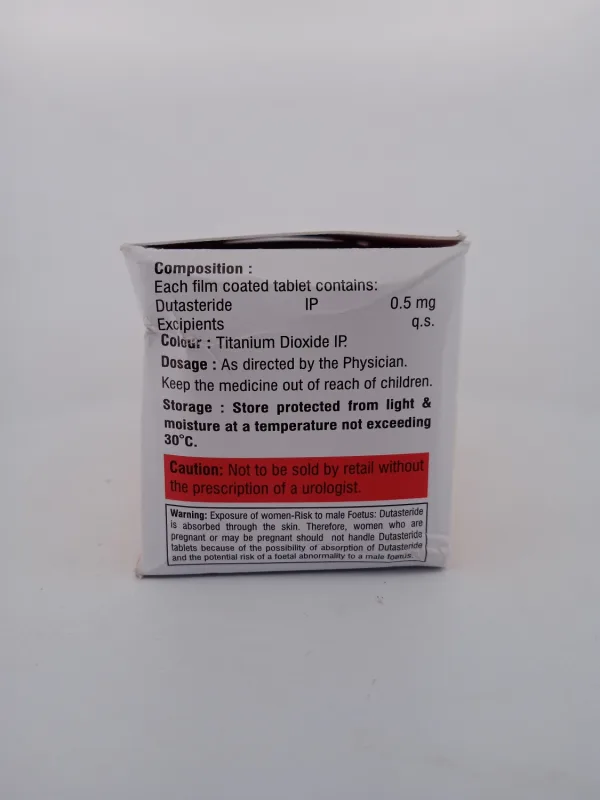 Composition :
Each film coated tablet contains:
Dutasteride IP 0.5 mg
Excipients q.s.
Colour : Titanium Dioxide IP.
Dosage : As directed by the Physician.
Keep the medicine out of reach of children.
Storage : Store protected from light &
moisture at a temperature not exceeding
30°C.
Caution: Not to be sold by retail without
the prescription of a urologist.
Warning: Exposure of women-Risk to male Foetus: Dutasteride
is absorbed through the skin. Therefore, women who are
pregnant or may be pregnant should not handle Dutasteride
tablets because of the possibility of absorption of Dutasteride
and the potential risk of a foetal abnormality to a male foetus.